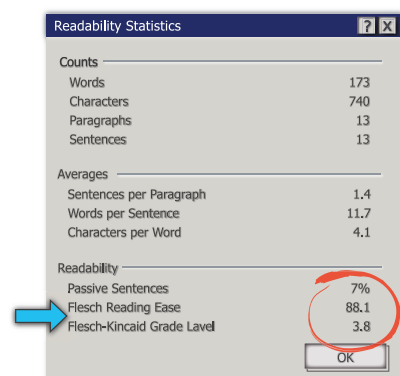 Readability Statistics ? X
Counts
Words 173
Characters 740
Paragraphs 13
Sentences 13
Averages
Sentences per Paragraph 1.4
Words per Sentence 11.7
Characters per Word 4.1
Readability
Passive Sentences 7%
Flesch Reading Ease 88.1
Flesch-Kincaid Grade Lavel 3.8
OK